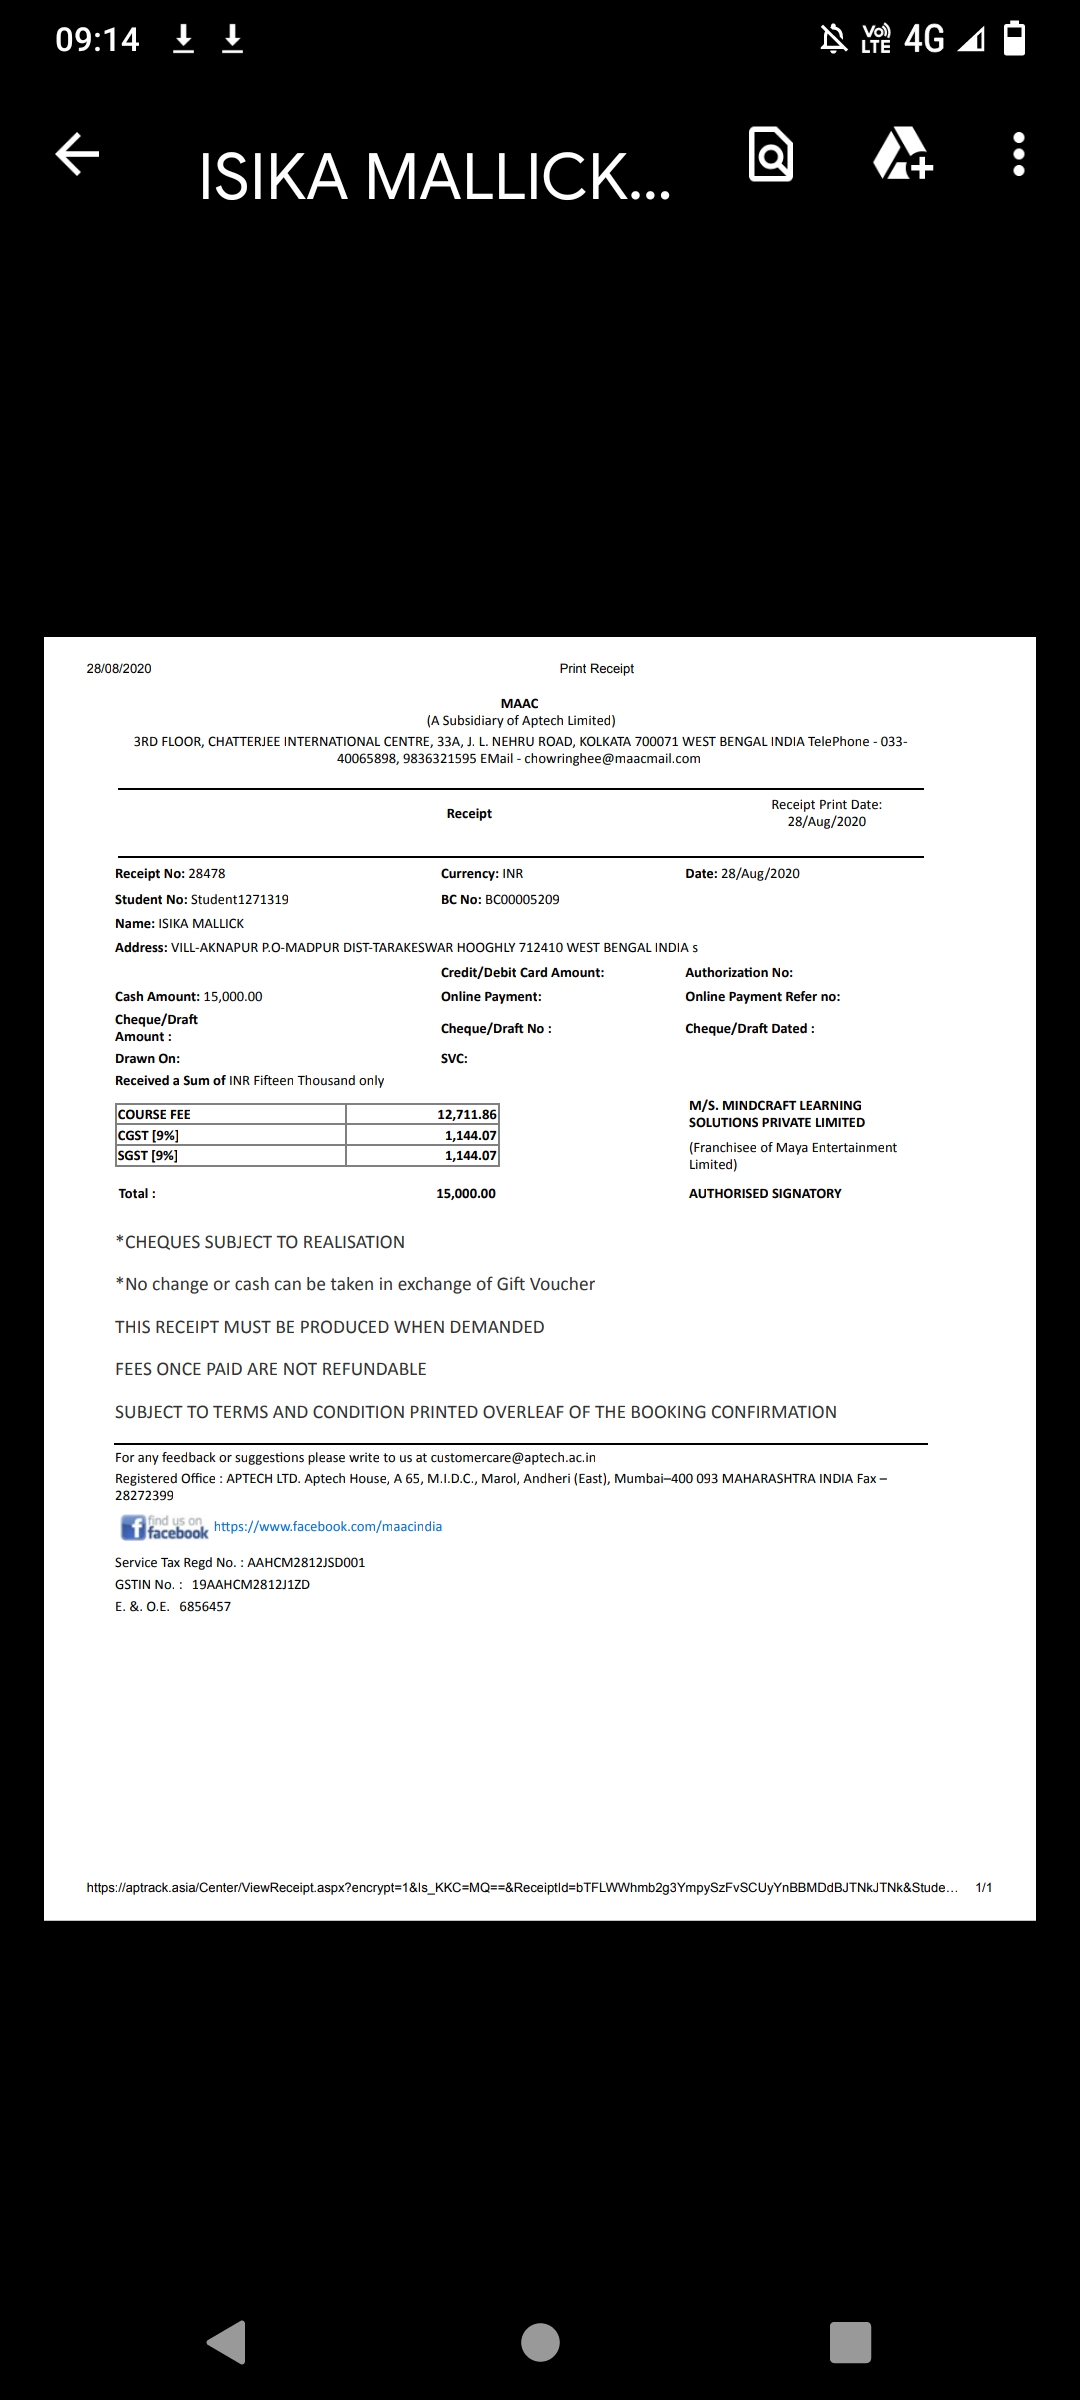 09:14 Vo)) LTE 4G
ISIKA MALLICK...
28/08/2020 Print Receipt
MAAC
(A Subsidiary of Aptech Limited)
3RD FLOOR, CHATTERJEE INTERNATIONAL CENTRE, 33A, J. L. NEHRU ROAD, KOLKATA 700071 WEST BENGAL INDIA TelePhone - 033-
40065898, 9836321595 EMail - chowringhee@maacmail.com
Receipt Receipt Print Date:
28/Aug/2020
Receipt No: 28478 Currency: INR Date: 28/Aug/2020
Student No: Student1271319 BC No: BC00005209
Name: ISIKA MALLICK
Address: VILL-AKNAPUR P.O-MADPUR DIST-TARAKESWAR HOOGHLY 712410 WEST BENGAL INDIA s
Credit/Debit Card Amount: Authorization No:
Cash Amount: 15,000.00 Online Payment: Online Payment Refer no:
Cheque/Draft
Amount : Cheque/Draft No : Cheque/Draft Dated :
Drawn On: SVC:
Received a Sum of INR Fifteen Thousand only
COURSE FEE 12,711.86
CGST [9%] 1,144.07
SGST [9%] 1,144.07
Total : 15,000.00
M/S. MINDCRAFT LEARNING
SOLUTIONS PRIVATE LIMITED
(Franchisee of Maya Entertainment
Limited)
AUTHORISED SIGNATORY
*CHEQUES SUBJECT TO REALISATION
*No change or cash can be taken in exchange of Gift Voucher
THIS RECEIPT MUST BE PRODUCED WHEN DEMANDED
FEES ONCE PAID ARE NOT REFUNDABLE
SUBJECT TO TERMS AND CONDITION PRINTED OVERLEAF OF THE BOOKING CONFIRMATION
For any feedback or suggestions please write to us at customercare@aptech.ac.in
Registered Office : APTECH LTD. Aptech House, A 65, M.I.D.C., Marol, Andheri (East), Mumbai–400 093 MAHARASHTRA INDIA Fax –
28272399
find us on
facebook https://www.facebook.com/maacindia
Service Tax Regd No. : AAHCM2812JSD001
GSTIN No. : 19AAHCM2812J1ZD
E. &. O.E. 6856457
https://aptrack.asia/Center/ViewReceipt.aspx?encrypt=1&Is_KKC=MQ==&ReceiptId=bTFLWWhmb2g3YmpySzFvSCUyYnBBMDdBJTNkJTNk&Stude... 1/1